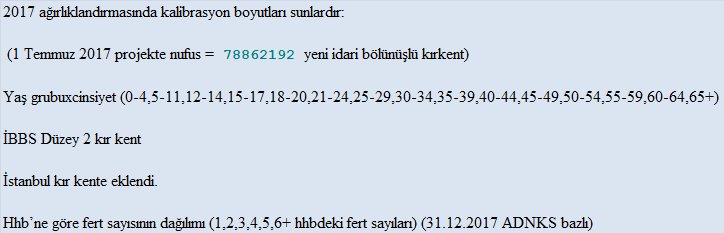 2017 ağırlıklandırmasında kalibrasyon boyutları sunlardır:
(1 Temmuz 2017 projekte nufus = 78862192 yeni idari bölünüşlü kırkent)
Yaş grubuxcinsiyet (0-4,5-11,12-14,15-17,18-20,21-24,25-29,30-34,35-39,40-44,45-49,50-54,55-59,60-64,65+)
İBBS Düzey 2 kır kent
İstanbul kır kente eklendi.
Hhb’ne göre fert sayısının dağılımı (1,2,3,4,5,6+ hhbdeki fert sayıları) (31.12.2017 ADNKS bazlı)